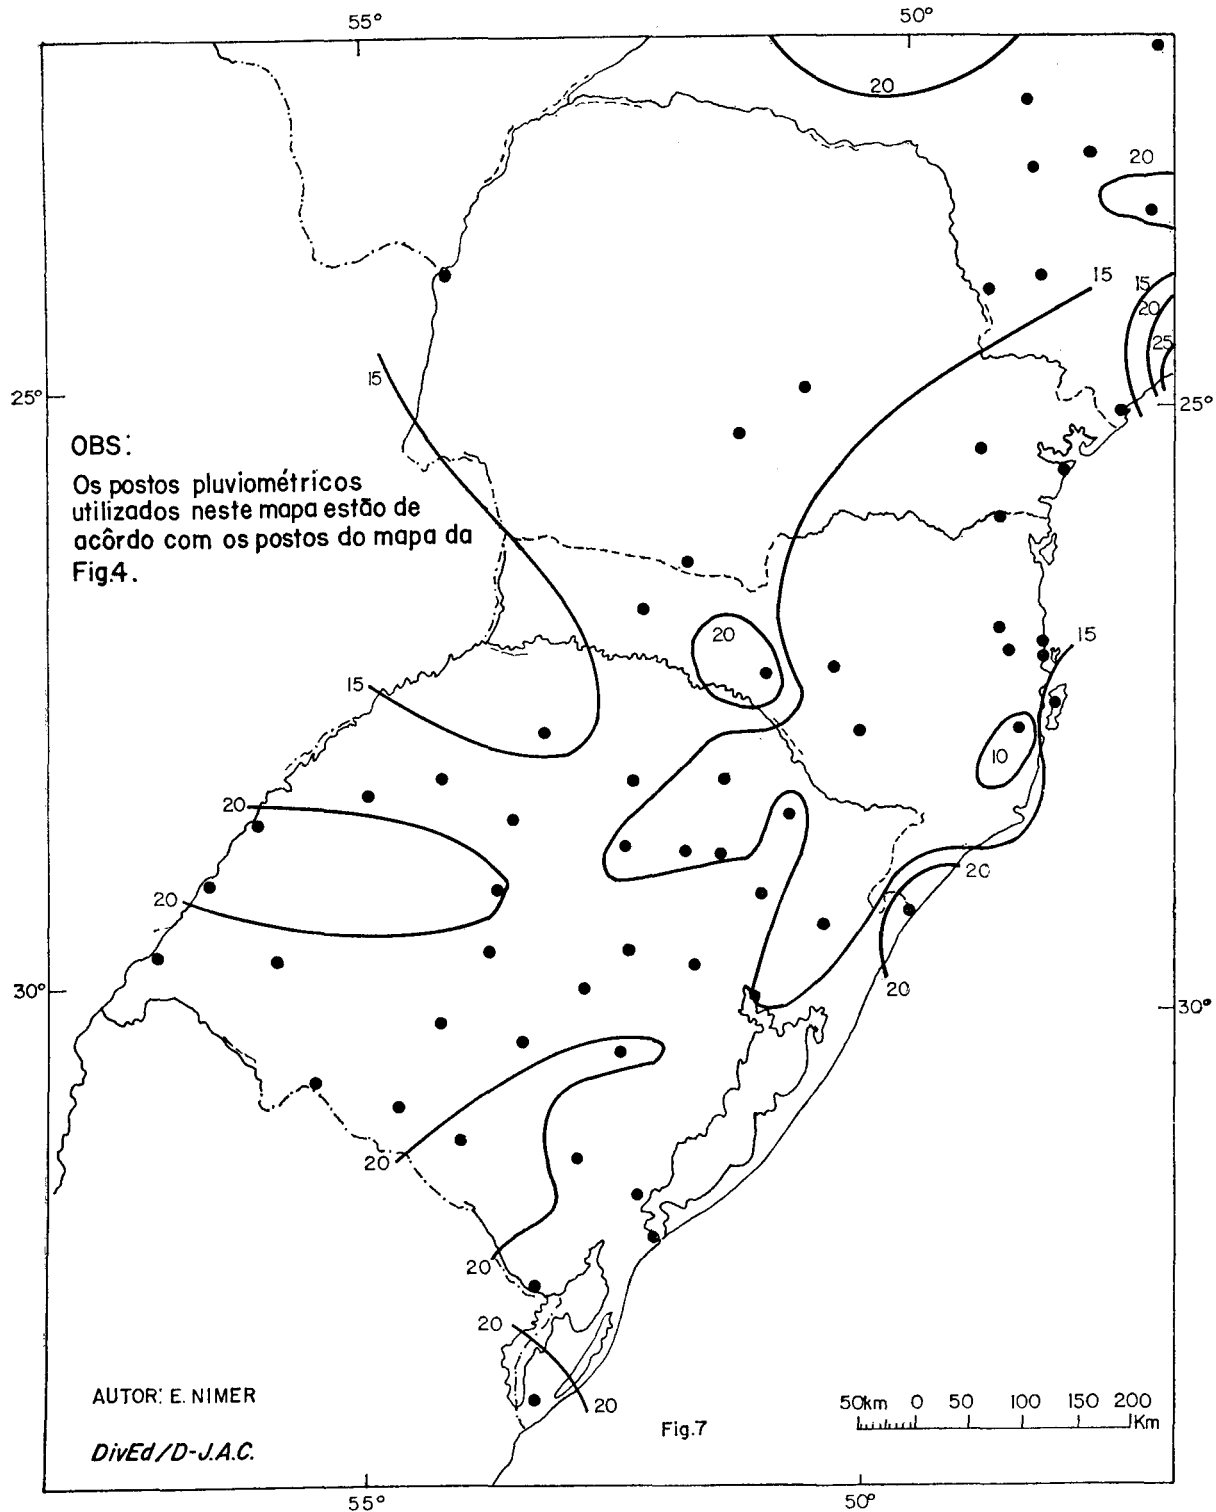 55°
50°
20
20
15
15
20
25
15
25°
25°
OBS:
Os postos pluviométricos
utilizados neste mapa estão de
acôrdo com os postos do mapa da
Fig.4.
20
15
15
10
20
20
20
20
30°
30°
20
20
20
20
AUTOR: E. NIMER
DivEd/D-J.A.C.
Fig.7
50km 0 50 100 150 200
Km
55°
50°